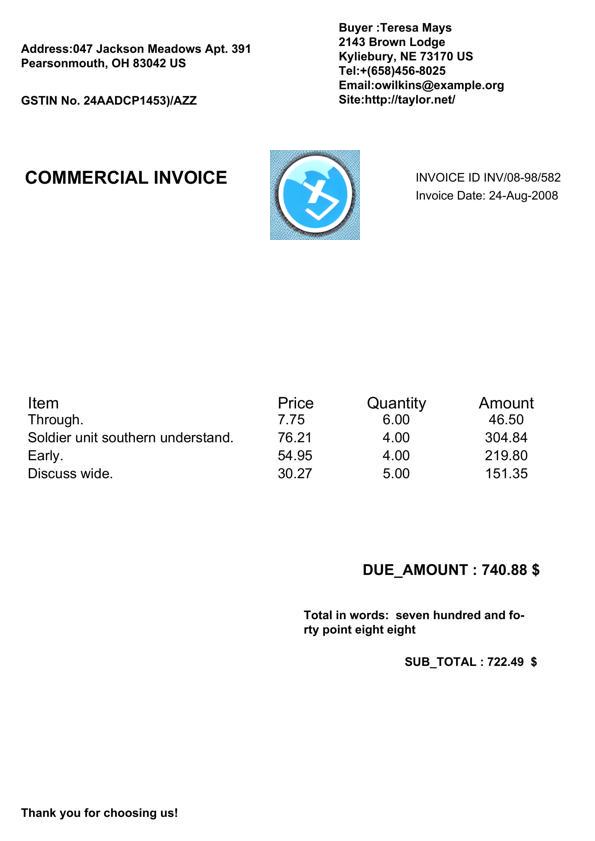 Address:047 Jackson Meadows Apt. 391
Pearsonmouth, OH 83042 US
GSTIN No. 24AADCP1453)/AZZ
Buyer :Teresa Mays
2143 Brown Lodge
Kyliebury, NE 73170 US
Tel:+(658)456-8025
Email:owilkins@example.org
Site:http://taylor.net/
COMMERCIAL INVOICE
INVOICE ID INV/08-98/582
Invoice Date: 24-Aug-2008
Item Price Quantity Amount
Through. 7.75 6.00 46.50
Soldier unit southern understand. 76.21 4.00 304.84
Early. 54.95 4.00 219.80
Discuss wide. 30.27 5.00 151.35
DUE_AMOUNT : 740.88 $
Total in words: seven hundred and fo-
rty point eight eight
SUB_TOTAL : 722.49 $
Thank you for choosing us!